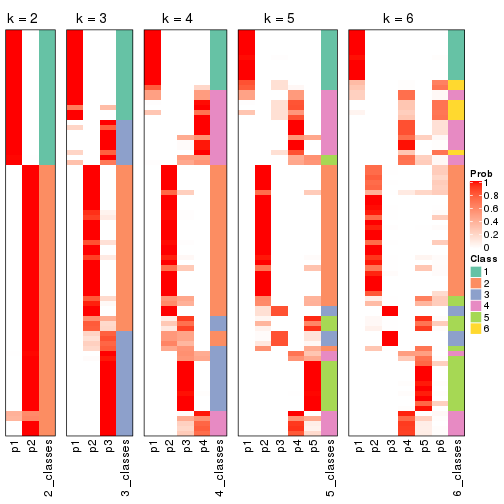 k = 2
k = 3
k = 4
k = 5
k = 6
p1
p2
2_classes
p1
p2
p3
3_classes
p1
p2
p3
p4
4_classes
p1
p2
p3
p4
p5
5_classes
p1
p2
p3
p4
p5
p6
6_classes
Prob
1
0.8
0.6
0.4
0.2
0
Class
1
2
3
4
5
6